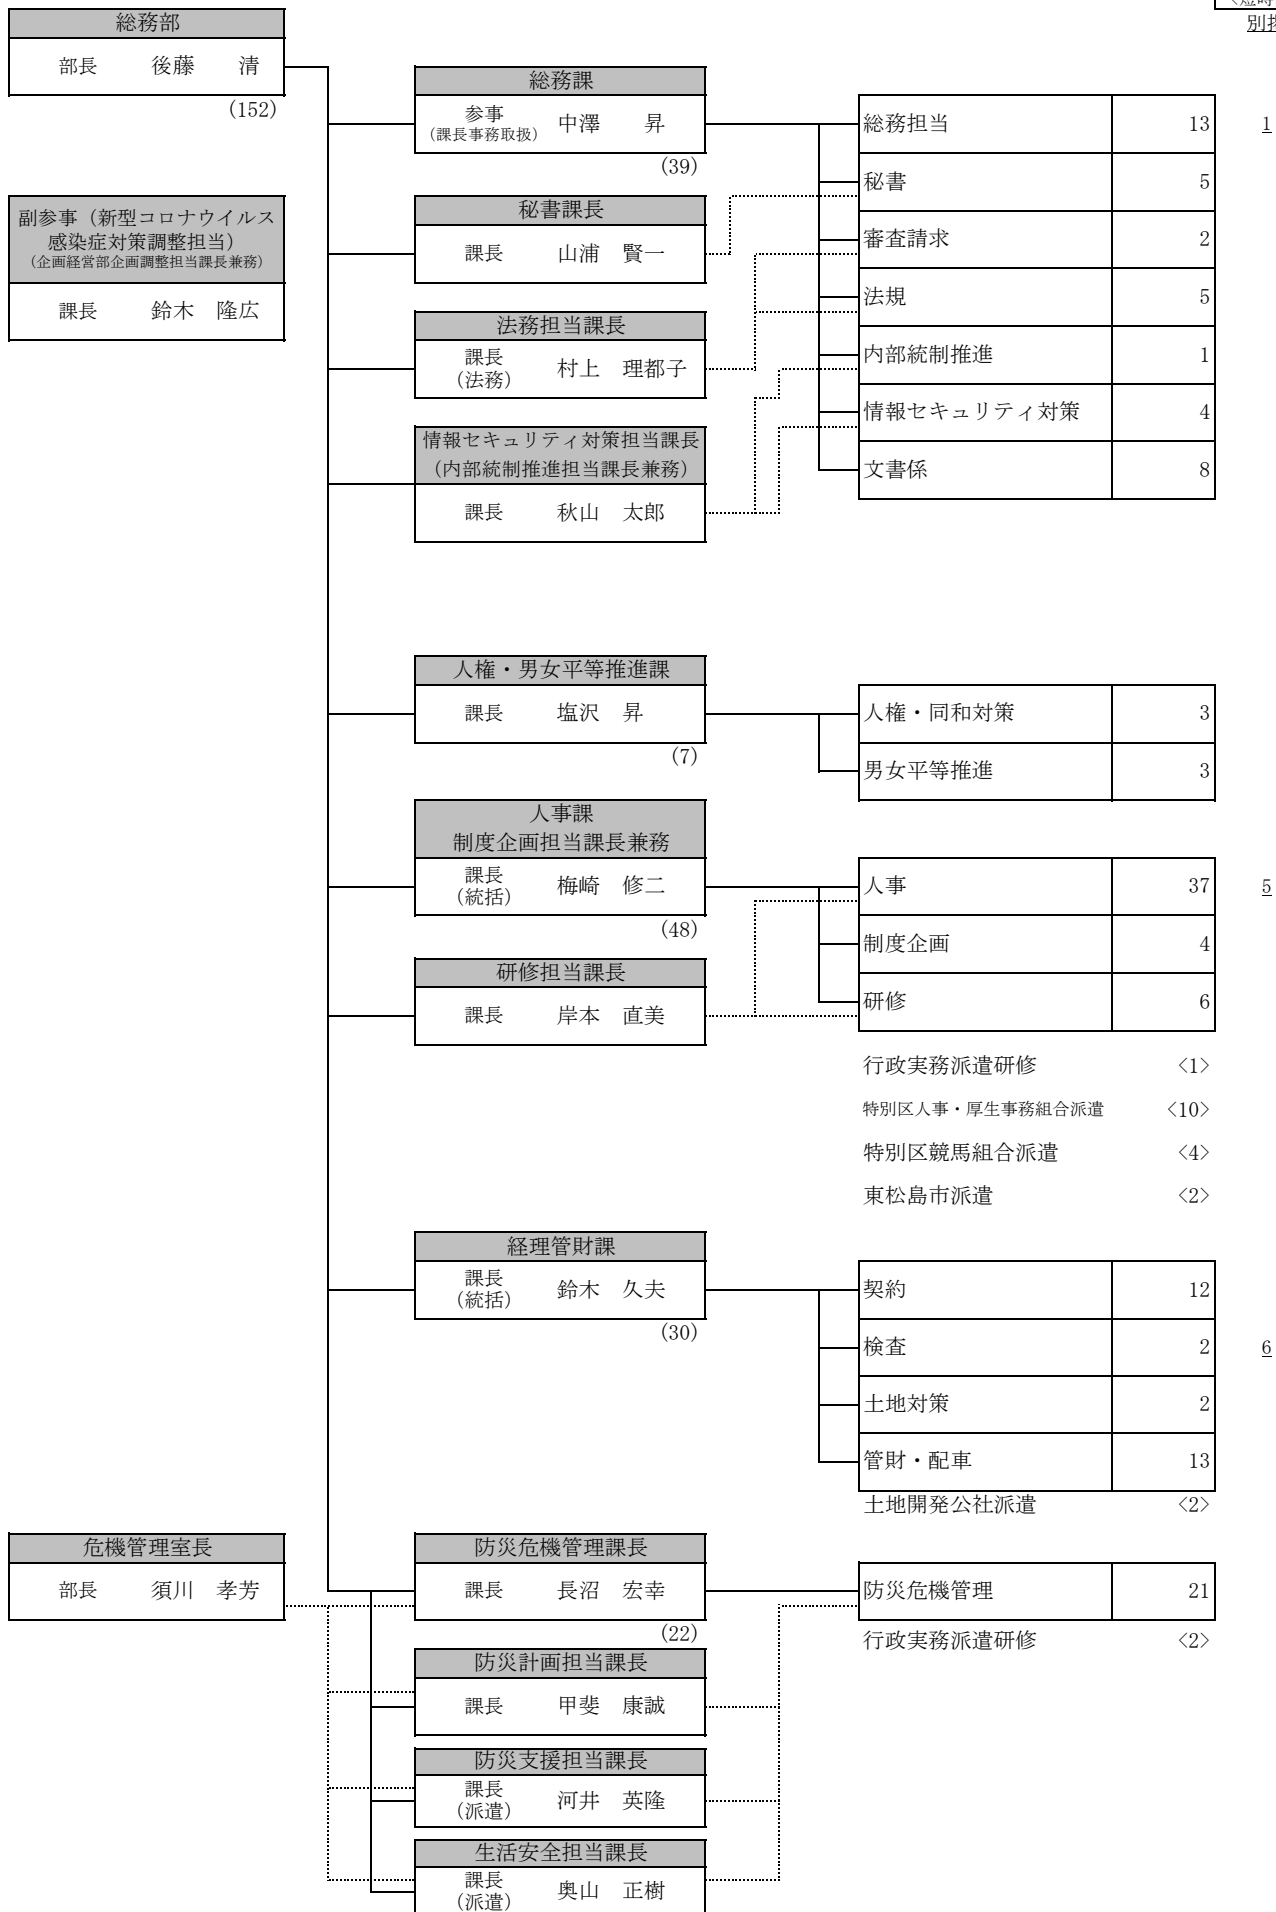 別
総務部
部長　後藤　清
(152)
副参事（新型コロナウイルス
感染症対策調整担当）
（企画経営部企画調整担当課長兼務）
課長　鈴木　隆広
総務課
参事
（課長事務取扱）
中澤　昇
(39)
総務担当　13　1
秘書　5
審査請求　2
法規　5
内部統制推進　1
情報セキュリティ対策　4
文書係　8
秘書課長
課長　山浦　賢一
法務担当課長
課長
（法務）
村上　理都子
情報セキュリティ対策担当課長
（内部統制推進担当課長兼務）
課長　秋山　太郎
人権・男女平等推進課
課長　塩沢　昇
(7)
人権・同和対策　3
男女平等推進　3
人事課
制度企画担当課長兼務
課長
（統括）
梅崎　修二
(48)
人事　37　5
制度企画　4
研修　6
研修担当課長
課長　岸本　直美
行政実務派遣研修　<1>
特別区人事・厚生事務組合派遣　<10>
特別区競馬組合派遣　<4>
東松島市派遣　<2>
経理管財課
課長
（統括）
鈴木　久夫
(30)
契約　12
検査　2　6
土地対策　2
管財・配車　13
土地開発公社派遣　<2>
危機管理室長
部長　須川　孝芳
防災危機管理課長
課長　長沼　宏幸
(22)
防災危機管理　21
行政実務派遣研修　<2>
防災計画担当課長
課長　甲斐　康誠
防災支援担当課長
課長
（派遣）
河井　英隆
生活安全担当課長
課長
（派遣）
奥山　正樹